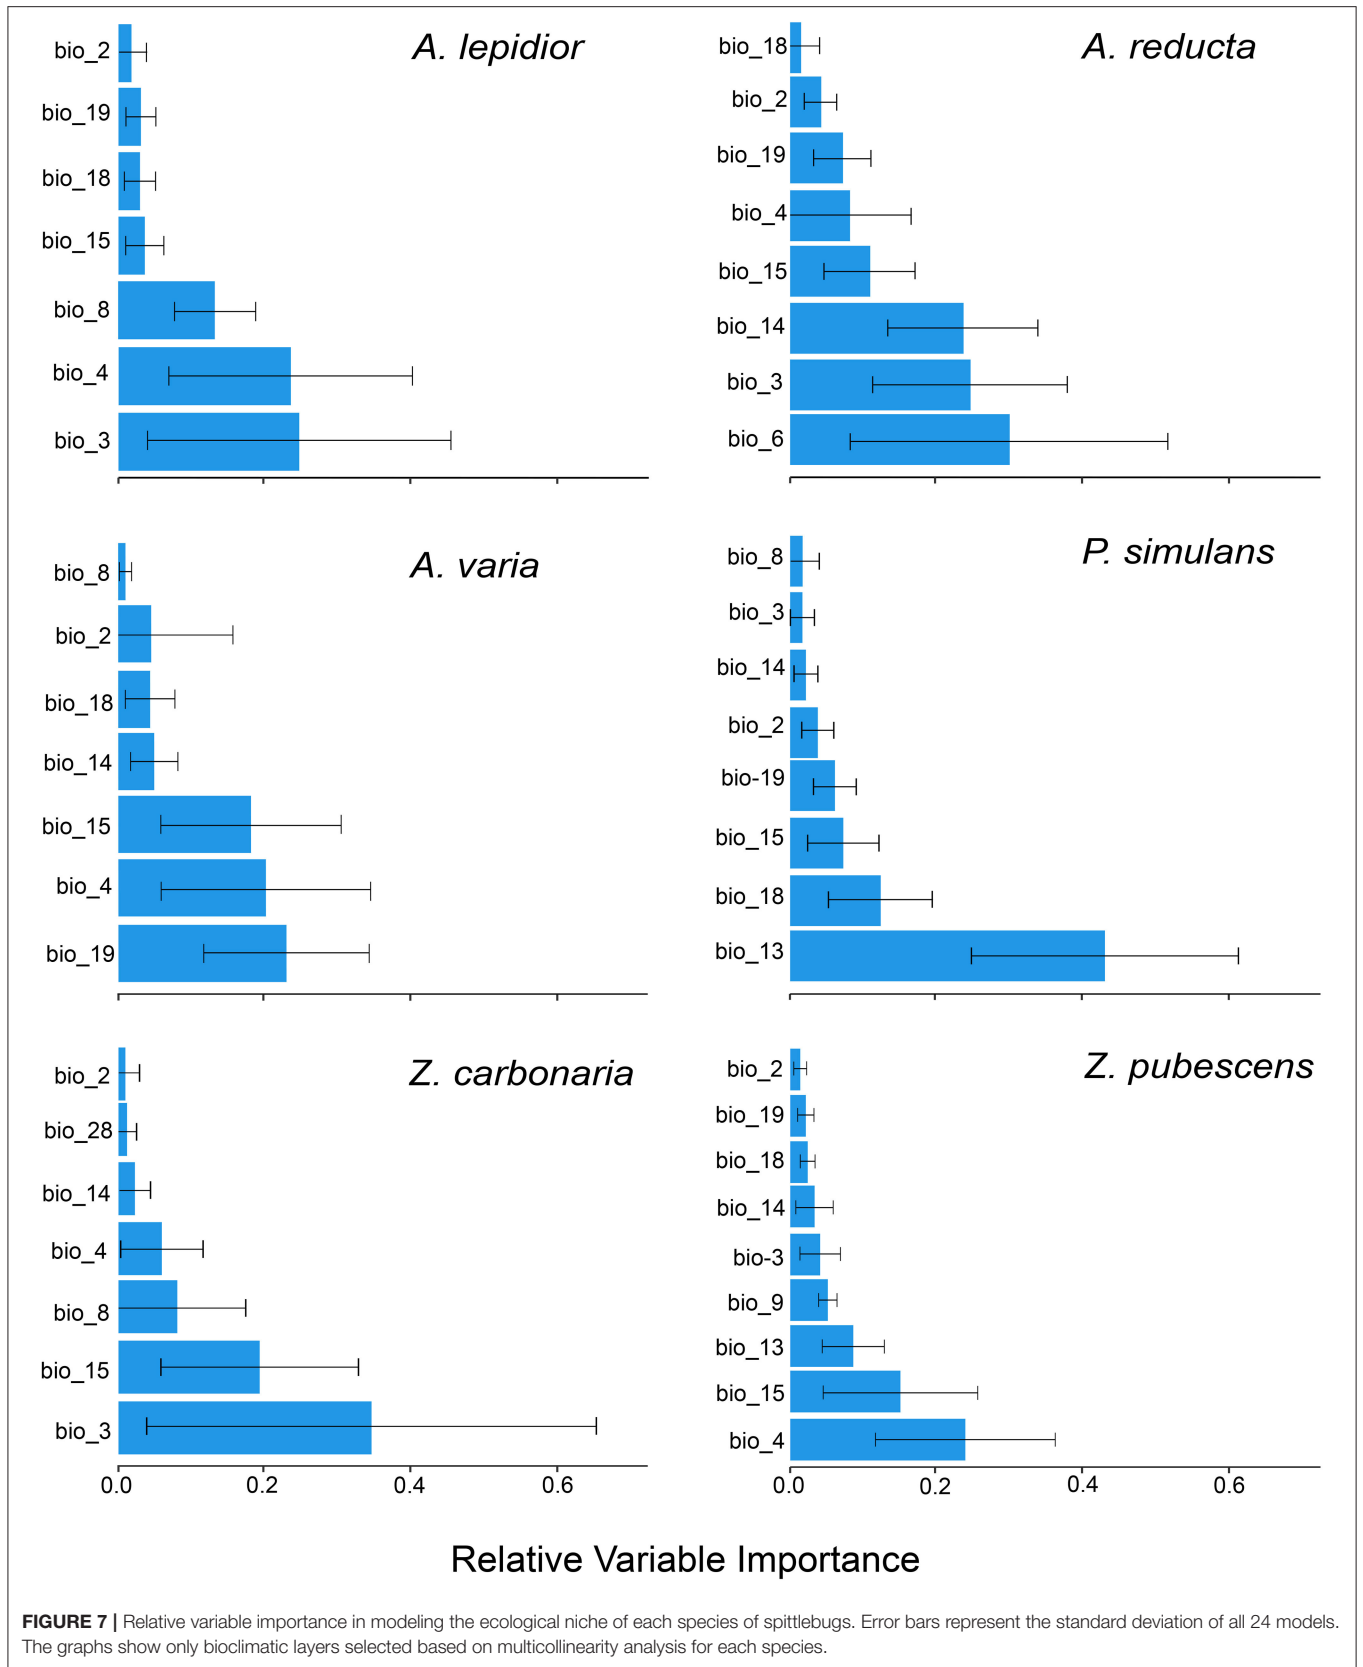 A. lepidior
bio_2
bio_19
bio_18
bio_15
bio_8
bio_4
bio_3
A. reducta
bio_18
bio_2
bio_19
bio_4
bio_15
bio_14
bio_3
bio_6
A. varia
bio_8
bio_2
bio_18
bio_14
bio_15
bio_4
bio_19
P. simulans
bio_8
bio_3
bio_14
bio_2
bio-19
bio_15
bio_18
bio_13
Z. carbonaria
bio_2
bio_28
bio_14
bio_4
bio_8
bio_15
bio_3
0.0 0.2 0.4 0.6
Z. pubescens
bio_2
bio_19
bio_18
bio_14
bio-3
bio_9
bio_13
bio_15
bio_4
0.0 0.2 0.4 0.6
Relative Variable Importance
FIGURE 7 | Relative variable importance in modeling the ecological niche of each species of spittlebugs. Error bars represent the standard deviation of all 24 models.
The graphs show only bioclimatic layers selected based on multicollinearity analysis for each species.